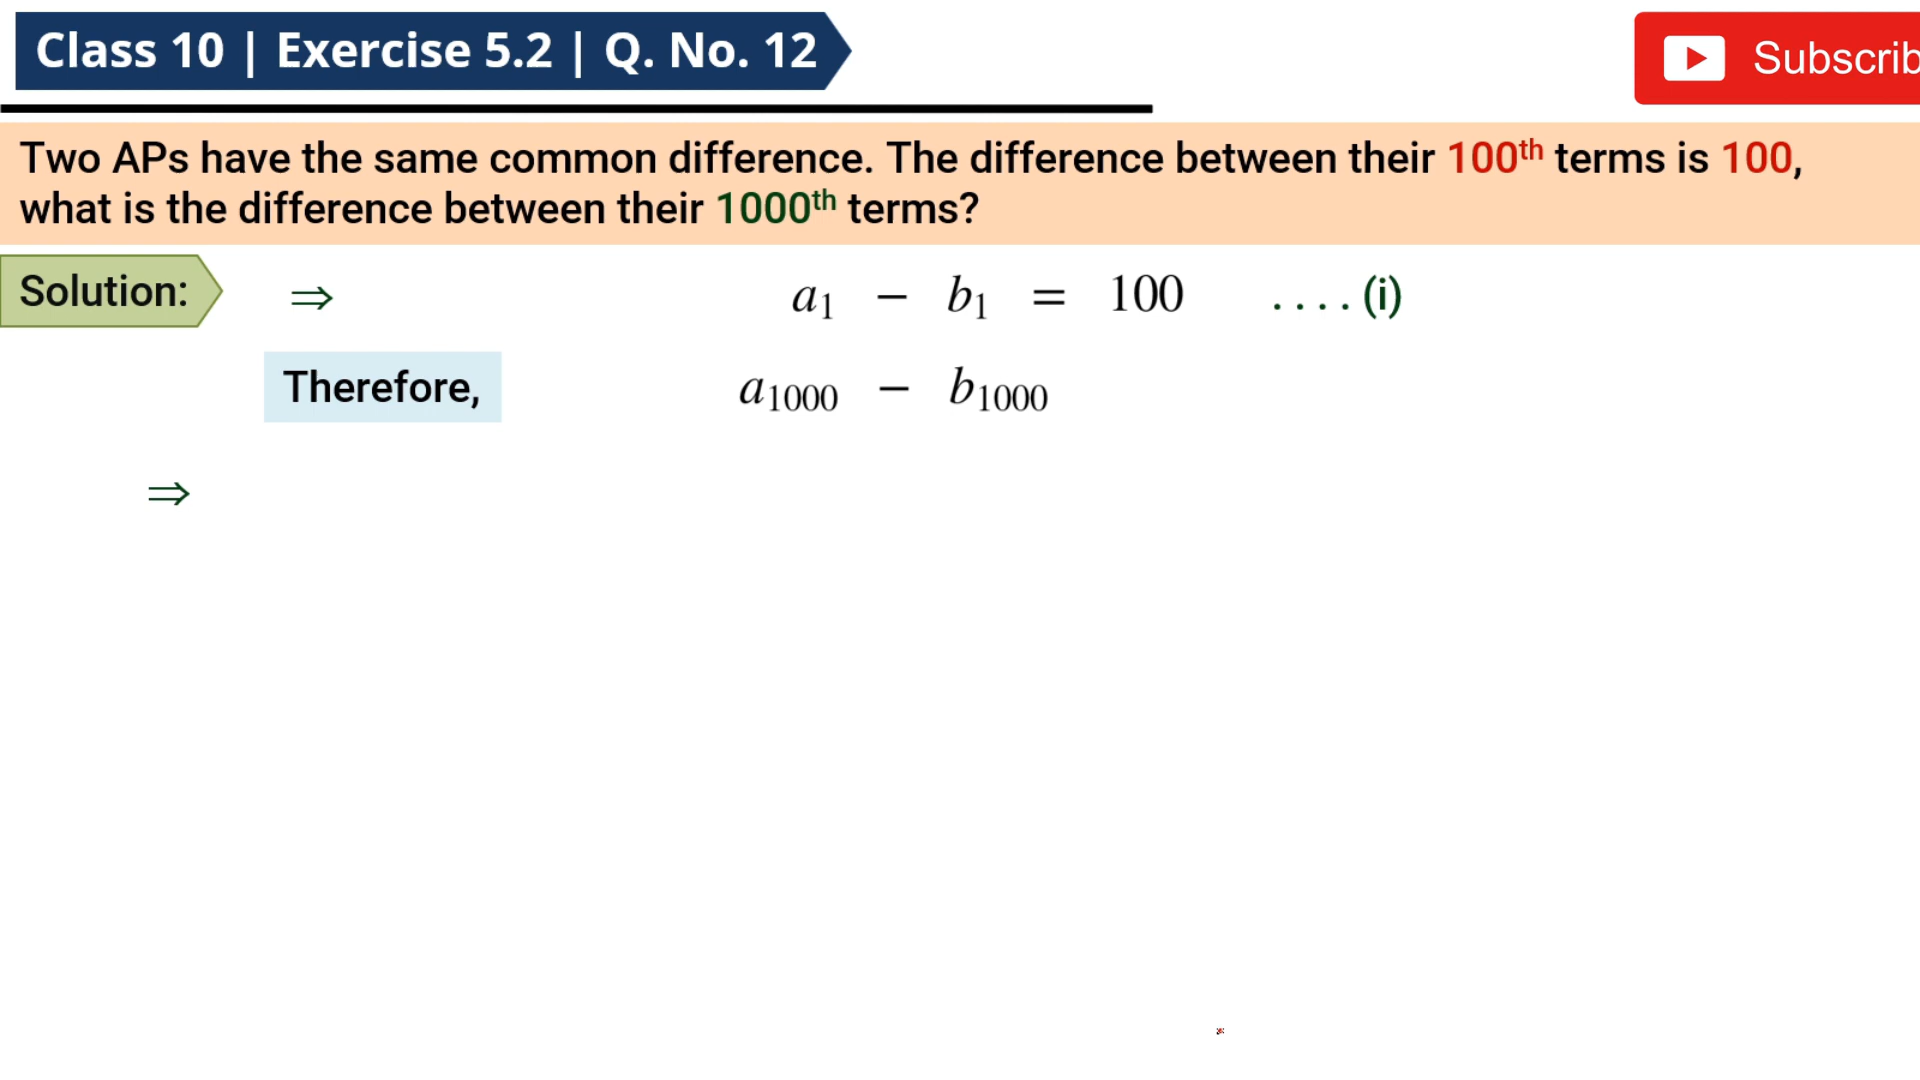 Class 10 | Exercise 5.2 | Q. No. 12
Subscrib
Two APs have the same common difference. The difference between their 100th terms is 100,
what is the difference between their 1000th terms?
Solution: ⇒ a₁ − b₁ = 100 . . . . (i)
Therefore, a₁₀₀₀ − b₁₀₀₀
⇒